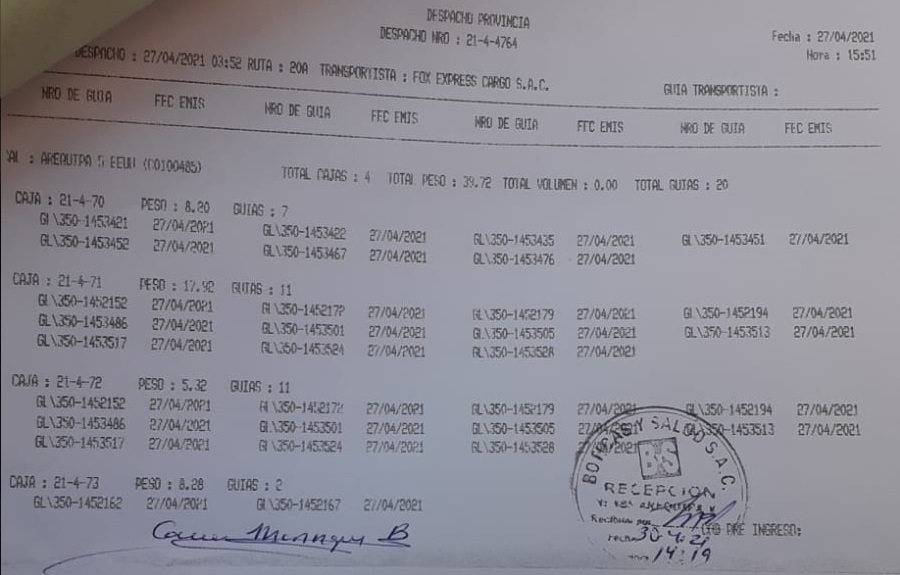 DESPACHO PROVINCIA
DESPACHO NRO : 21-4-4764
Fecha : 27/04/2021
Hora : 15:51
DESPACHO : 27/04/2021 03:52 RUTA : 20A TRANSPORTISTA : FOX EXPRESS CARGO S.A.C. GUIA TRANSPORTISTA :
NRO DE GUIA FEC EMIS NRO DE GUIA FEC EMIS NRO DE GUIA FEC EMIS NRO DE GUIA FEC EMIS
AL : AREQUIPA 5 EEUU (C0100485) TOTAL CAJAS : 4 TOTAL PESO : 39.72 TOTAL VOLUMEN : 0.00 TOTAL GUIAS : 20
CAJA : 21-4-70 PESO : 8.20 GUIAS : 7
GL\350-1453421 27/04/2021 GL\350-1453422 27/04/2021 GL\350-1453435 27/04/2021 GL\350-1453451 27/04/2021
GL\350-1453452 27/04/2021 GL\350-1453467 27/04/2021 GL\350-1453476 27/04/2021
CAJA : 21-4-71 PESO : 17.92 GUIAS : 11
GL\350-1452152 27/04/2021 GL\350-1452172 27/04/2021 GL\350-1452179 27/04/2021 GL\350-1452194 27/04/2021
GL\350-1453486 27/04/2021 GL\350-1453501 27/04/2021 GL\350-1453505 27/04/2021 GL\350-1453513 27/04/2021
GL\350-1453517 27/04/2021 GL\350-1453524 27/04/2021 GL\350-1453528 27/04/2021
CAJA : 21-4-72 PESO : 5.32 GUIAS : 11
GL\350-1452152 27/04/2021 GL\350-1452172 27/04/2021 GL\350-1452179 27/04/2021 GL\350-1452194 27/04/2021
GL\350-1453486 27/04/2021 GL\350-1453501 27/04/2021 GL\350-1453505 27/04/2021 GL\350-1453513 27/04/2021
GL\350-1453517 27/04/2021 GL\350-1453524 27/04/2021 GL\350-1453528 27/04/2021
CAJA : 21-4-73 PESO : 8.28 GUIAS : 2
GL\350-1452162 27/04/2021 GL\350-1452167 27/04/2021
BOTICAS Y SALUD S.A.C.
B&S
RECEPCION
Recibido por
PRE INGRESO:
Fecha 30 4 21
14:19